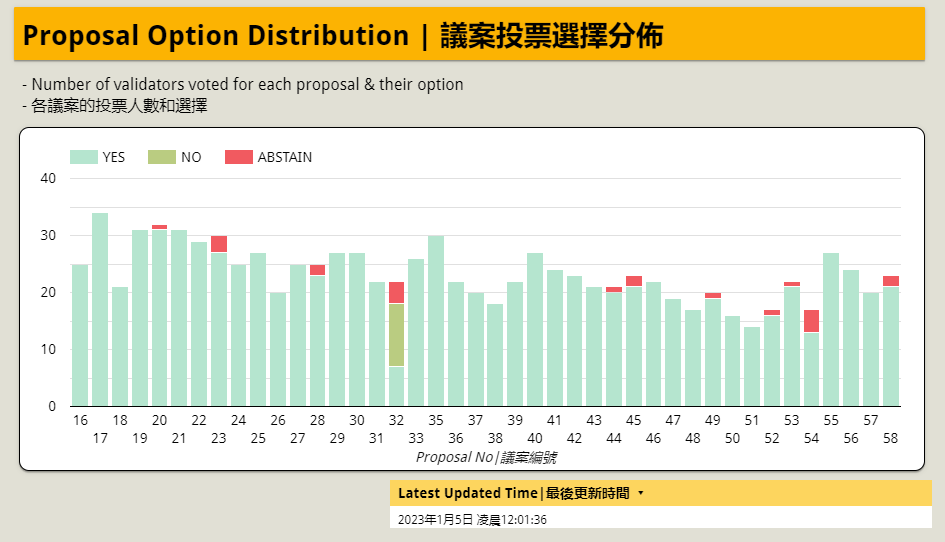 Proposal Option Distribution | 議案投票選擇分佈
- Number of validators voted for each proposal & their option
- 各議案的投票人數和選擇
YES NO ABSTAIN
40
30
20
10
0
16 18 20 22 24 26 28 30 32 35 37 39 41 43 45 47 49 51 53 55 57
17 19 21 23 25 27 29 31 33 36 38 40 42 44 46 48 50 52 54 56 58
Proposal No|議案編號
Latest Updated Time|最後更新時間
2023年1月5日 凌晨12:01:36